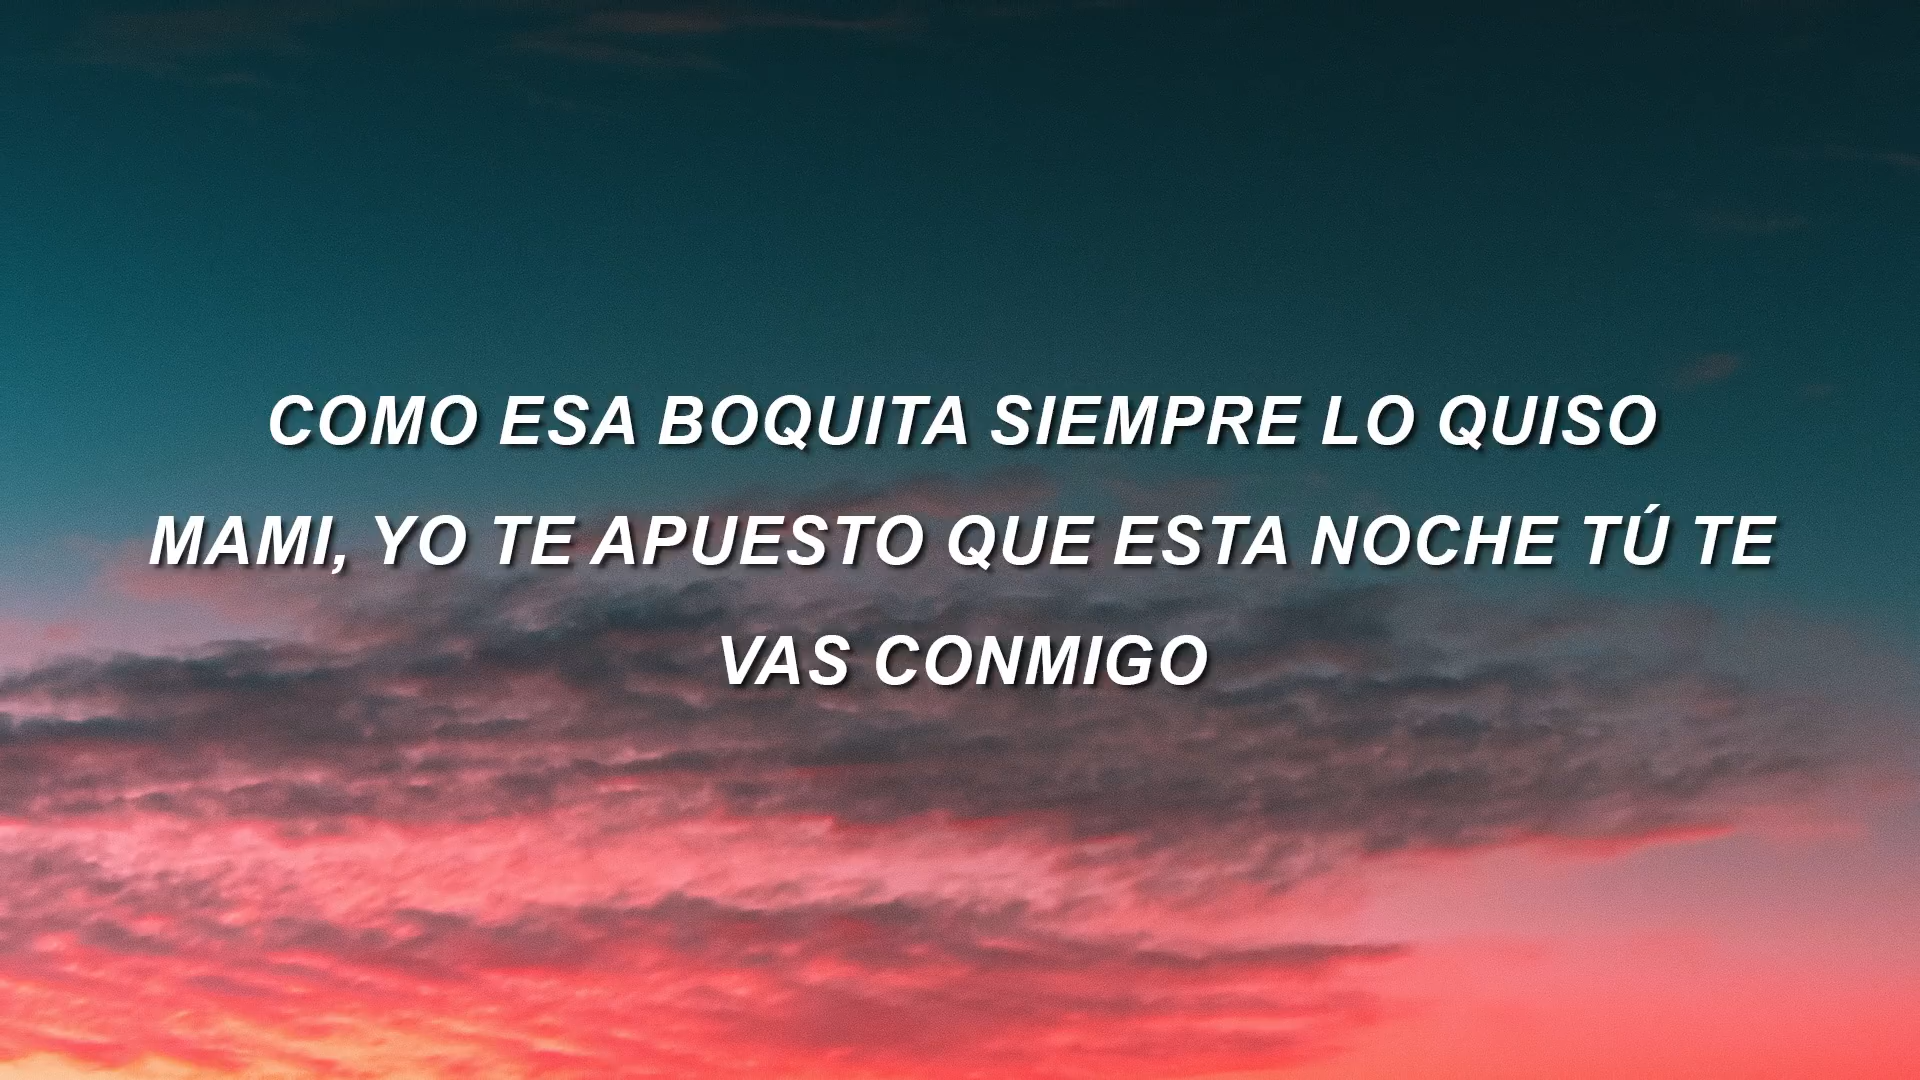 COMO ESA BOQUITA SIEMPRE LO QUISO
MAMI, YO TE APUESTO QUE ESTA NOCHE TÚ TE
VAS CONMIGO